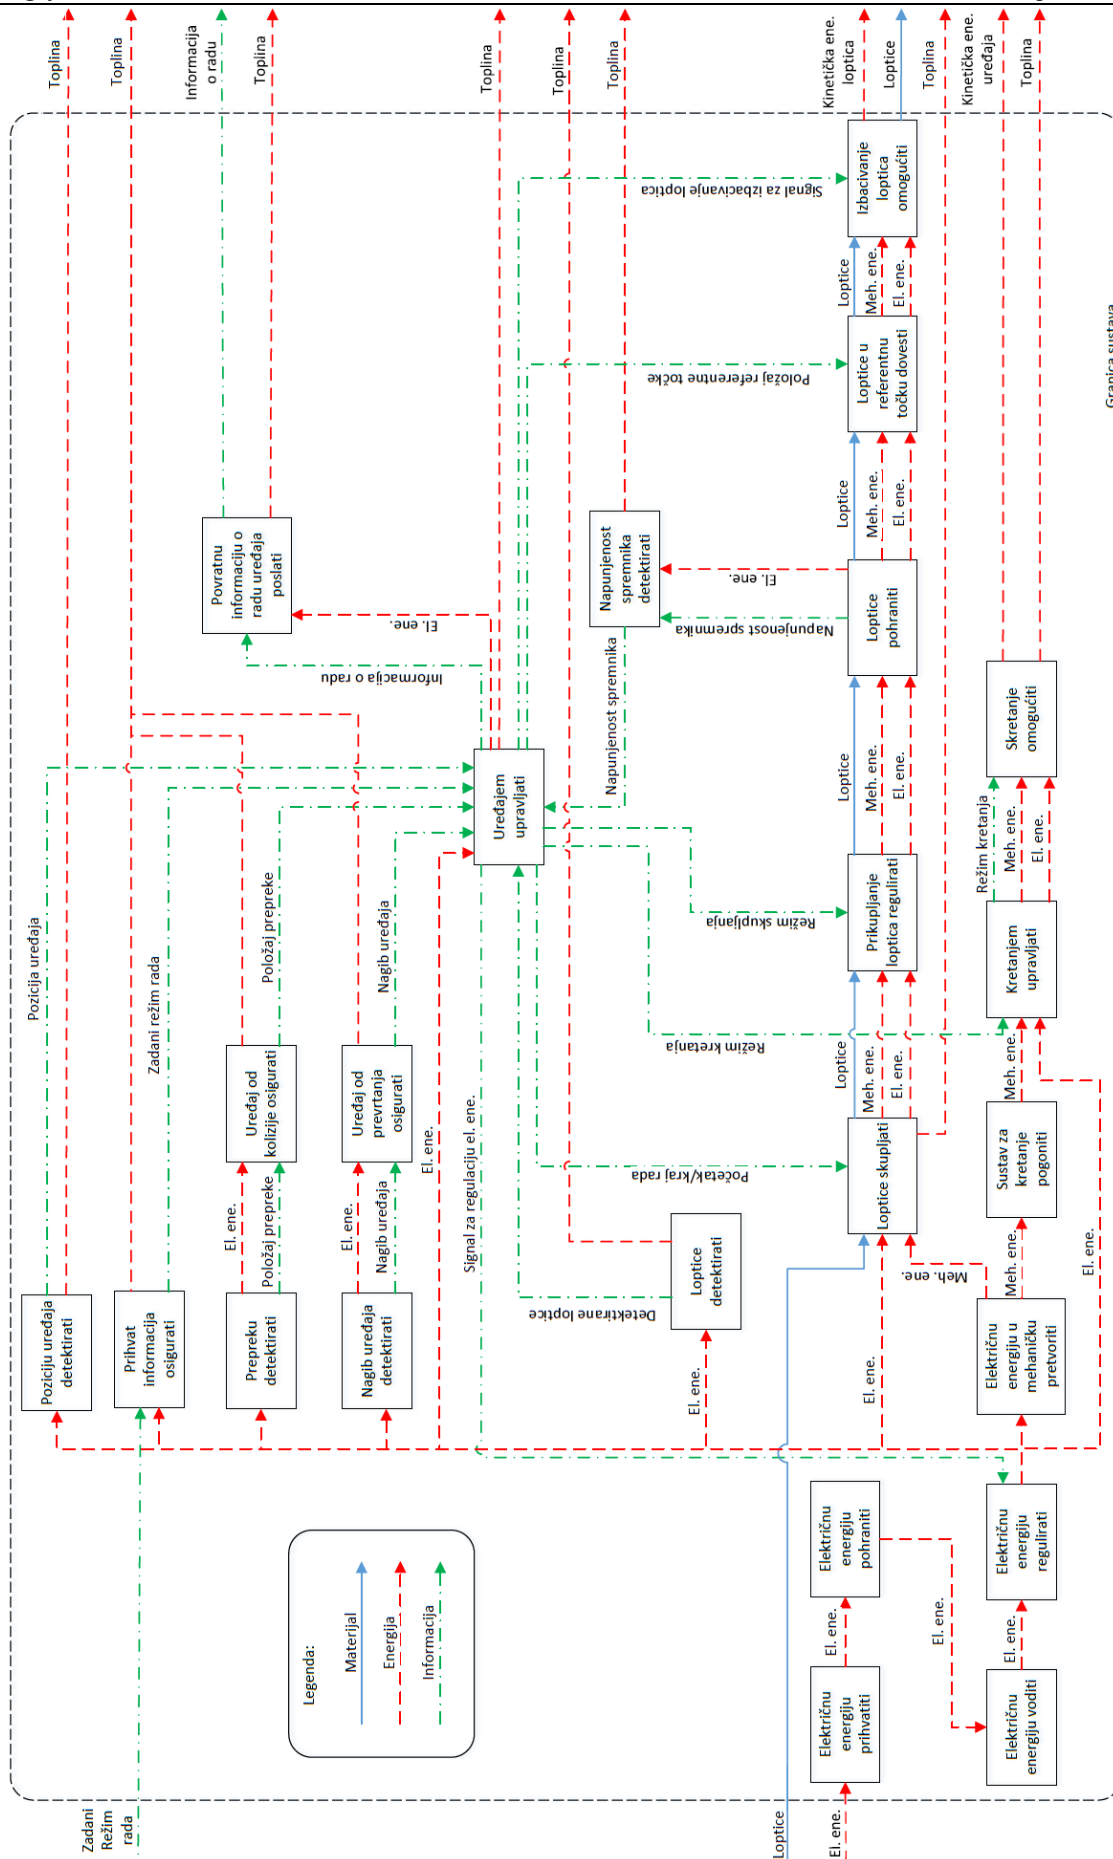 Zadani
Režim
rada
Loptice
El. ene.
Legenda:
Materijal
Energija
Informacija
Električnu
energiju
prihvatiti
El. ene.
Električnu
energiju
pohraniti
El. ene.
Električnu
energiju voditi
El. ene.
Električnu
energiju
regulirati
Poziciju uređaja
detektirati
Prihvat
informacija
osigurati
Prepreku
detektirati
Nagib uređaja
detektirati
El. ene.
Položaj prepreke
El. ene.
Nagib uređaja
Uređaj od
kolizije osigurati
Uređaj od
prevrtanja
osigurati
Pozicija uređaja
Zadani režim rada
Položaj prepreke
Nagib uređaja
El. ene.
Signal za regulaciju el. ene.
El. ene.
Loptice
detektirati
Detektirane loptice
El. ene.
Meh. ene.
Električnu
energiju u
mehaničku
pretvoriti
Meh. ene.
El. ene.
Sustav za
kretanje
pogoniti
Meh. ene.
Loptice skupljati
Početak/kraj rada
Loptice
Meh. ene.
El. ene.
Režim kretanja
Režim skupljanja
Prikupljanje
loptica regulirati
Kretanjem
upravljati
Režim kretanja
Meh. ene.
El. ene.
Skretanje
omogućiti
Uređajem
upravljati
Loptice
Meh. ene.
El. ene.
Napunjenost spremnika
Informacija o radu
El. ene.
Povratnu
informaciju o
radu uređaja
poslati
Napunjenost
spremnika
detektirati
Napunjenost spremnika
El. ene.
Loptice
pohraniti
Loptice
Meh. ene.
El. ene.
Položaj referentne točke
Loptice u
referentnu
točku dovesti
Loptice
Meh. ene.
El. ene.
Signal za izbacivanje loptica
Izbacivanje
loptica
omogućiti
Granica sustava
Toplina
Toplina
Informacija
o radu
Toplina
Toplina
Toplina
Toplina
Kinetička ene.
loptica
Loptice
Toplina
Kinetička ene.
uređaja
Toplina